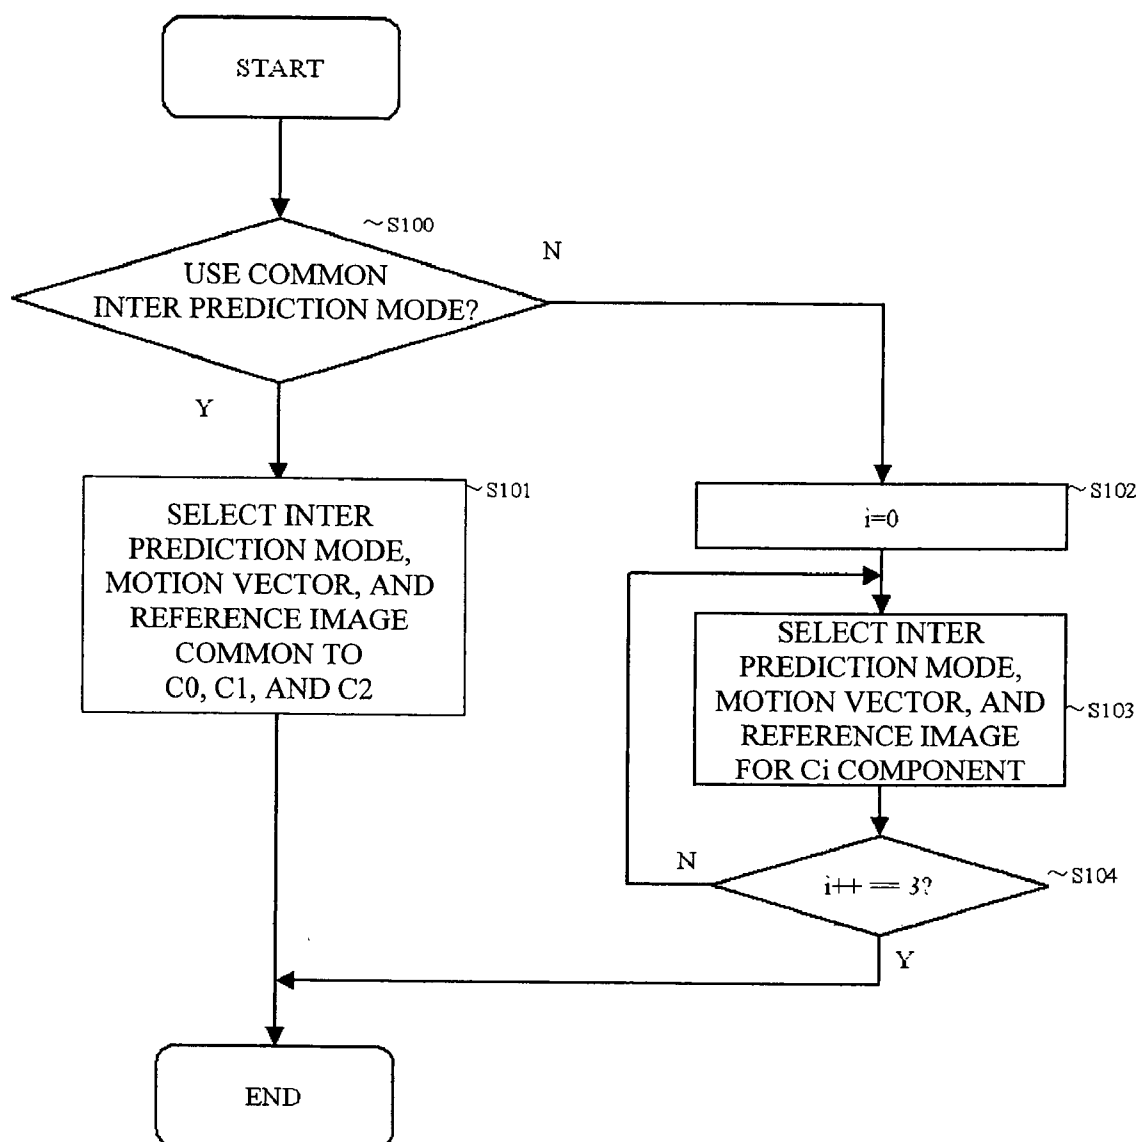 START
~S100
N
USE COMMON
INTER PREDICTION MODE?
Y
~S101
SELECT INTER
PREDICTION MODE,
MOTION VECTOR, AND
REFERENCE IMAGE
COMMON TO
C0, C1, AND C2
~S102
i=0
SELECT INTER
PREDICTION MODE,
MOTION VECTOR, AND
REFERENCE IMAGE
FOR Ci COMPONENT
~S103
N
i++ == 3?
~S104
Y
END